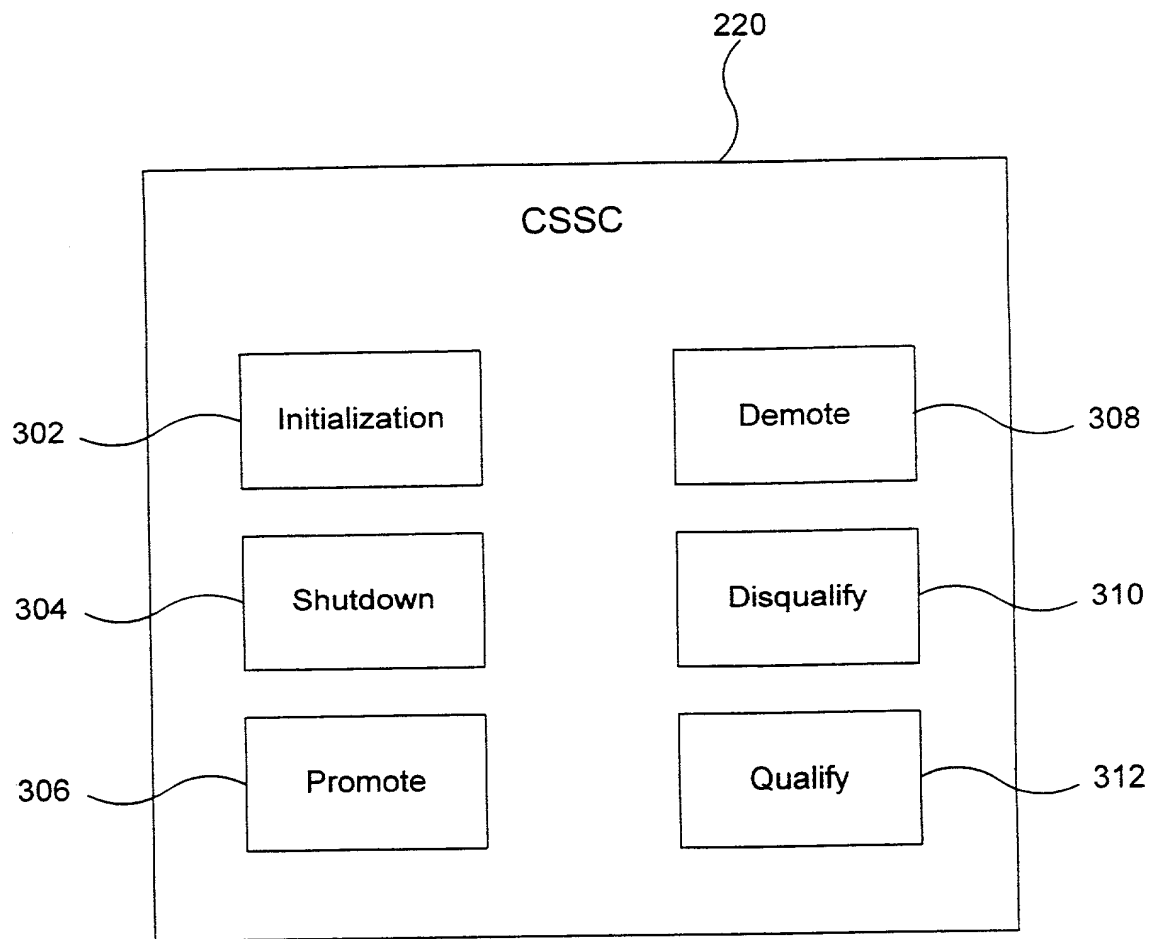 220
CSSC
302 Initialization Demote 308
304 Shutdown Disqualify 310
306 Promote Qualify 312